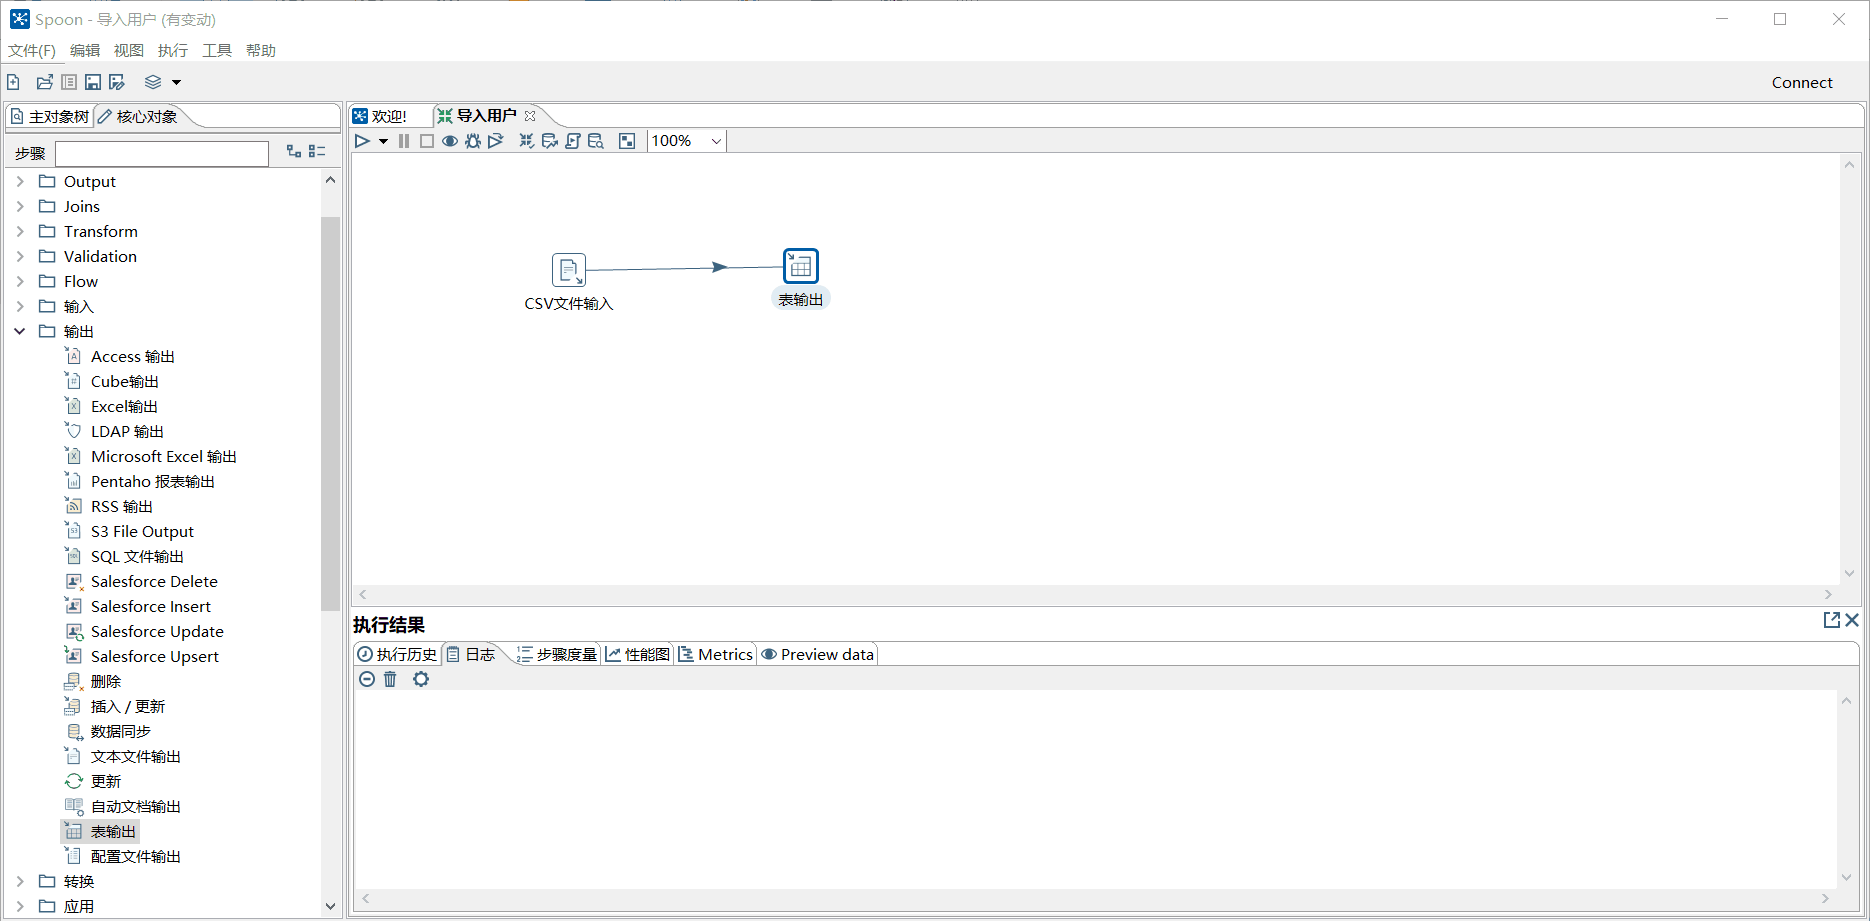 Spoon - 导入用户 (有变动)
文件(F) 编辑 视图 执行 工具 帮助
Connect
主对象树 核心对象
步骤
Output
Joins
Transform
Validation
Flow
输入
输出
Access 输出
Cube输出
Excel输出
LDAP 输出
Microsoft Excel 输出
Pentaho 报表输出
RSS 输出
S3 File Output
SQL 文件输出
Salesforce Delete
Salesforce Insert
Salesforce Update
Salesforce Upsert
删除
插入 / 更新
数据同步
文本文件输出
更新
自动文档输出
表输出
配置文件输出
转换
应用
欢迎! 导入用户
100%
CSV文件输入
表输出
执行结果
执行历史 日志 步骤度量 性能图 Metrics Preview data